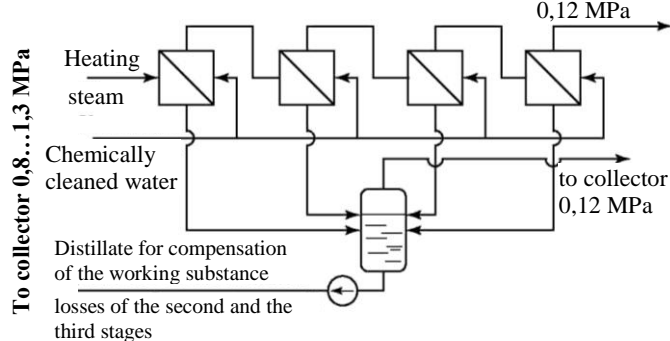 0,12 MPa
To collector 0,8...1,3 MPa
Heating
steam
Chemically
cleaned water
to collector
0,12 MPa
Distillate for compensation
of the working substance
losses of the second and the
third stages